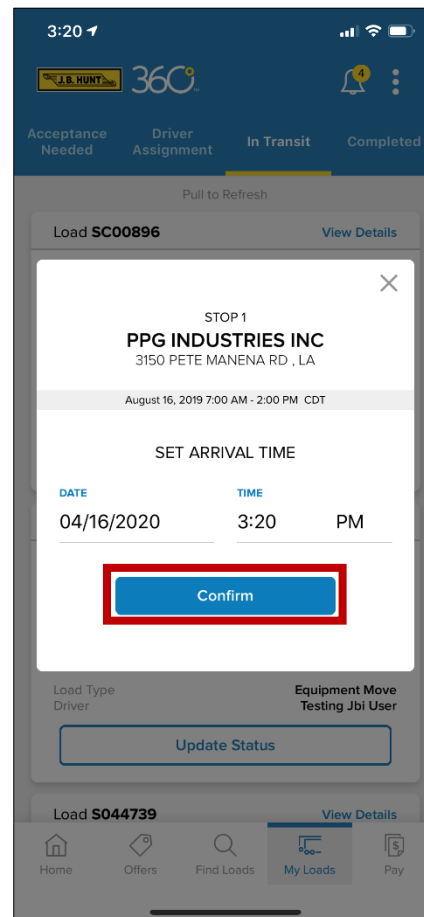 3:20
J.B. HUNT 360
4
Acceptance Needed
Driver Assignment
In Transit
Completed
Pull to Refresh
Load SC00896 View Details
STOP 1
PPG INDUSTRIES INC
3150 PETE MANENA RD , LA
August 16, 2019 7:00 AM - 2:00 PM CDT
SET ARRIVAL TIME
DATE TIME
04/16/2020 3:20 PM
Confirm
Load Type Equipment Move
Driver Testing Jbi User
Update Status
Load S044739 View Details
Home Offers Find Loads My Loads Pay